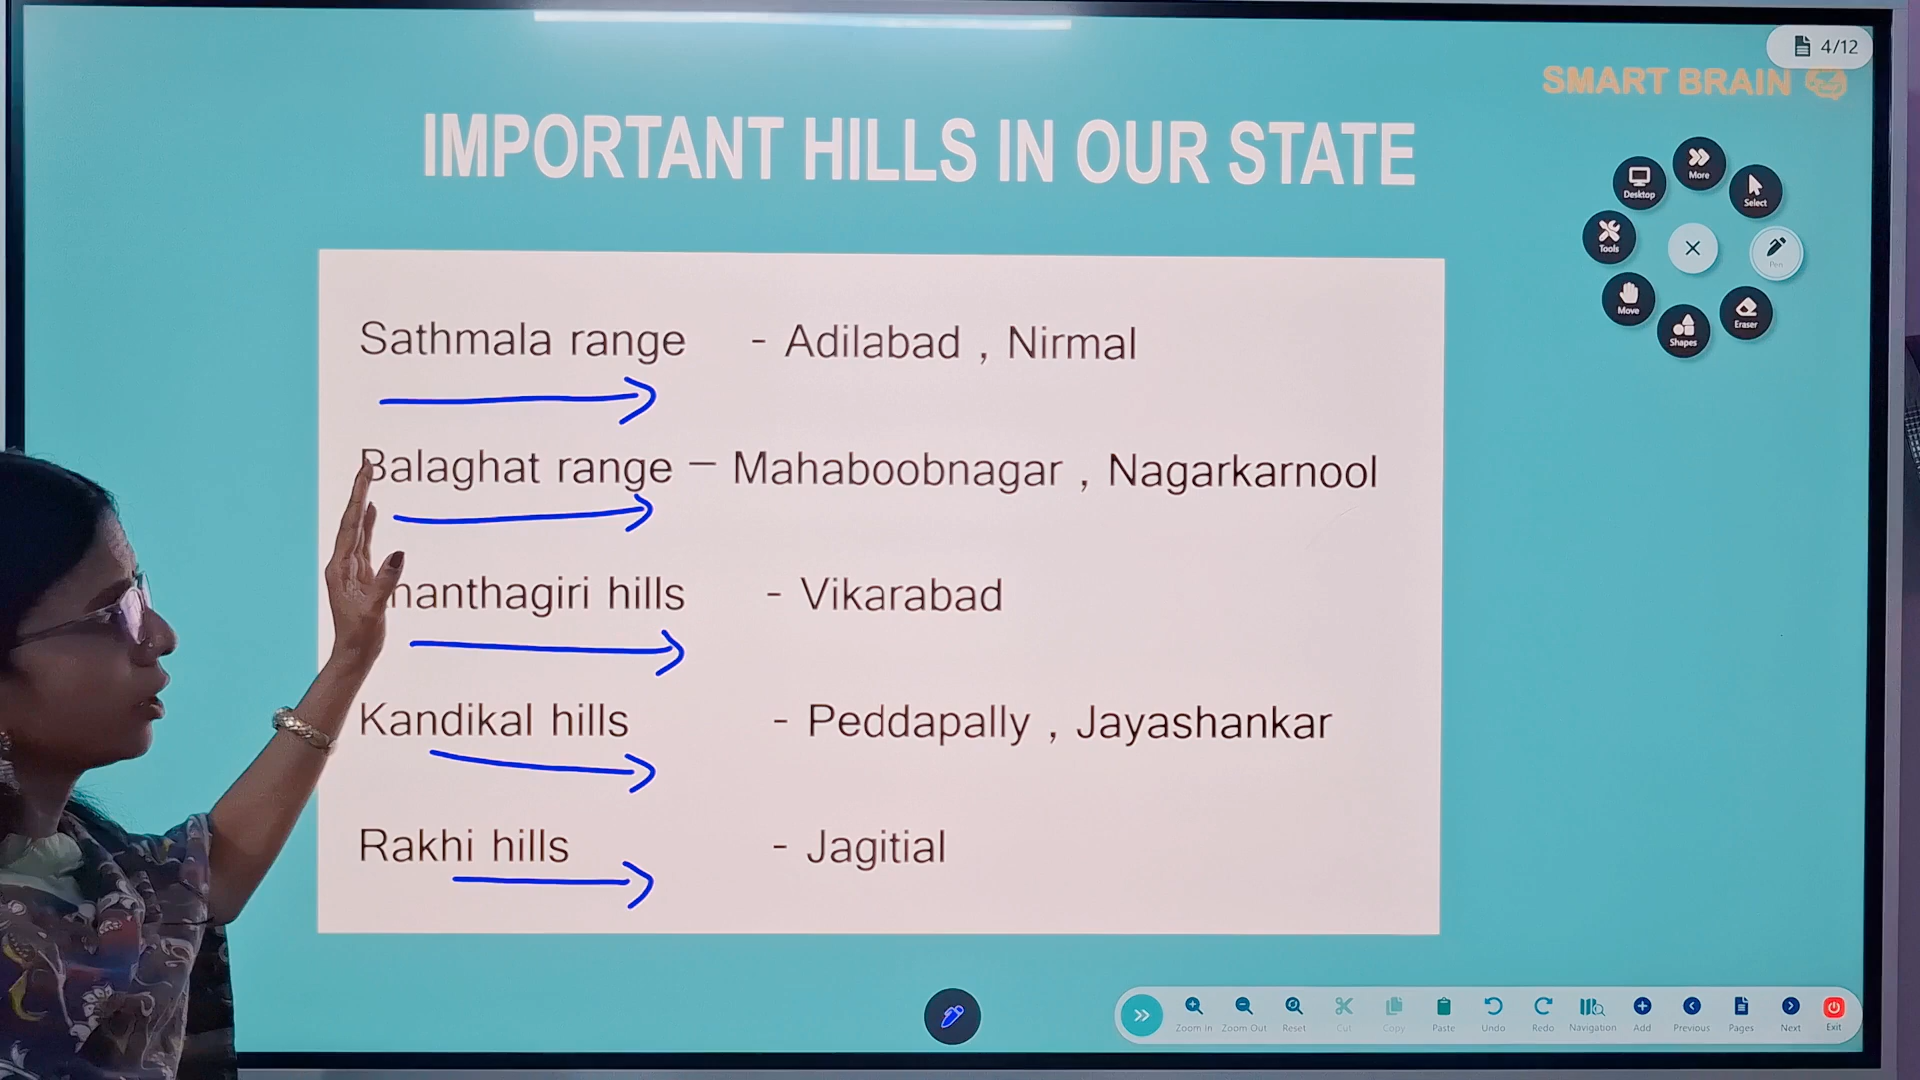 4/12
SMART BRAIN
IMPORTANT HILLS IN OUR STATE
More
Desktop
Select
Tools
Pen
Move
Eraser
Shapes
Sathmala range - Adilabad , Nirmal
Balaghat range – Mahaboobnagar , Nagarkarnool
hills - Vikarabad
Kandikal hills - Peddapally , Jayashankar
Rakhi hills - Jagitial
Zoom In Zoom Out Reset Cut Copy Paste Undo Redo Navigation Add Previous Pages Next Exit